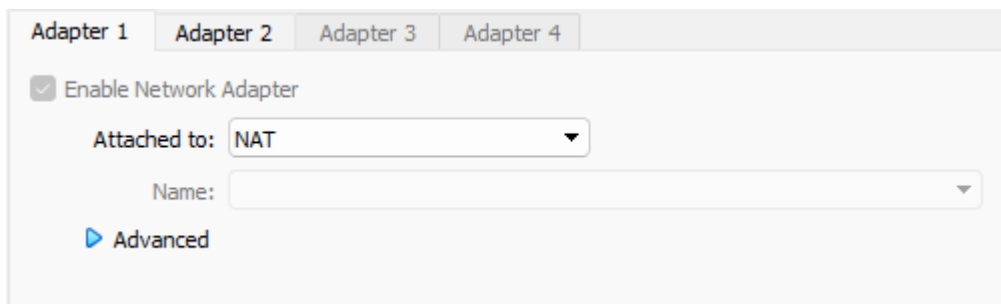 Adapter 1 Adapter 2 Adapter 3 Adapter 4
Enable Network Adapter
Attached to: NAT
Name:
Advanced